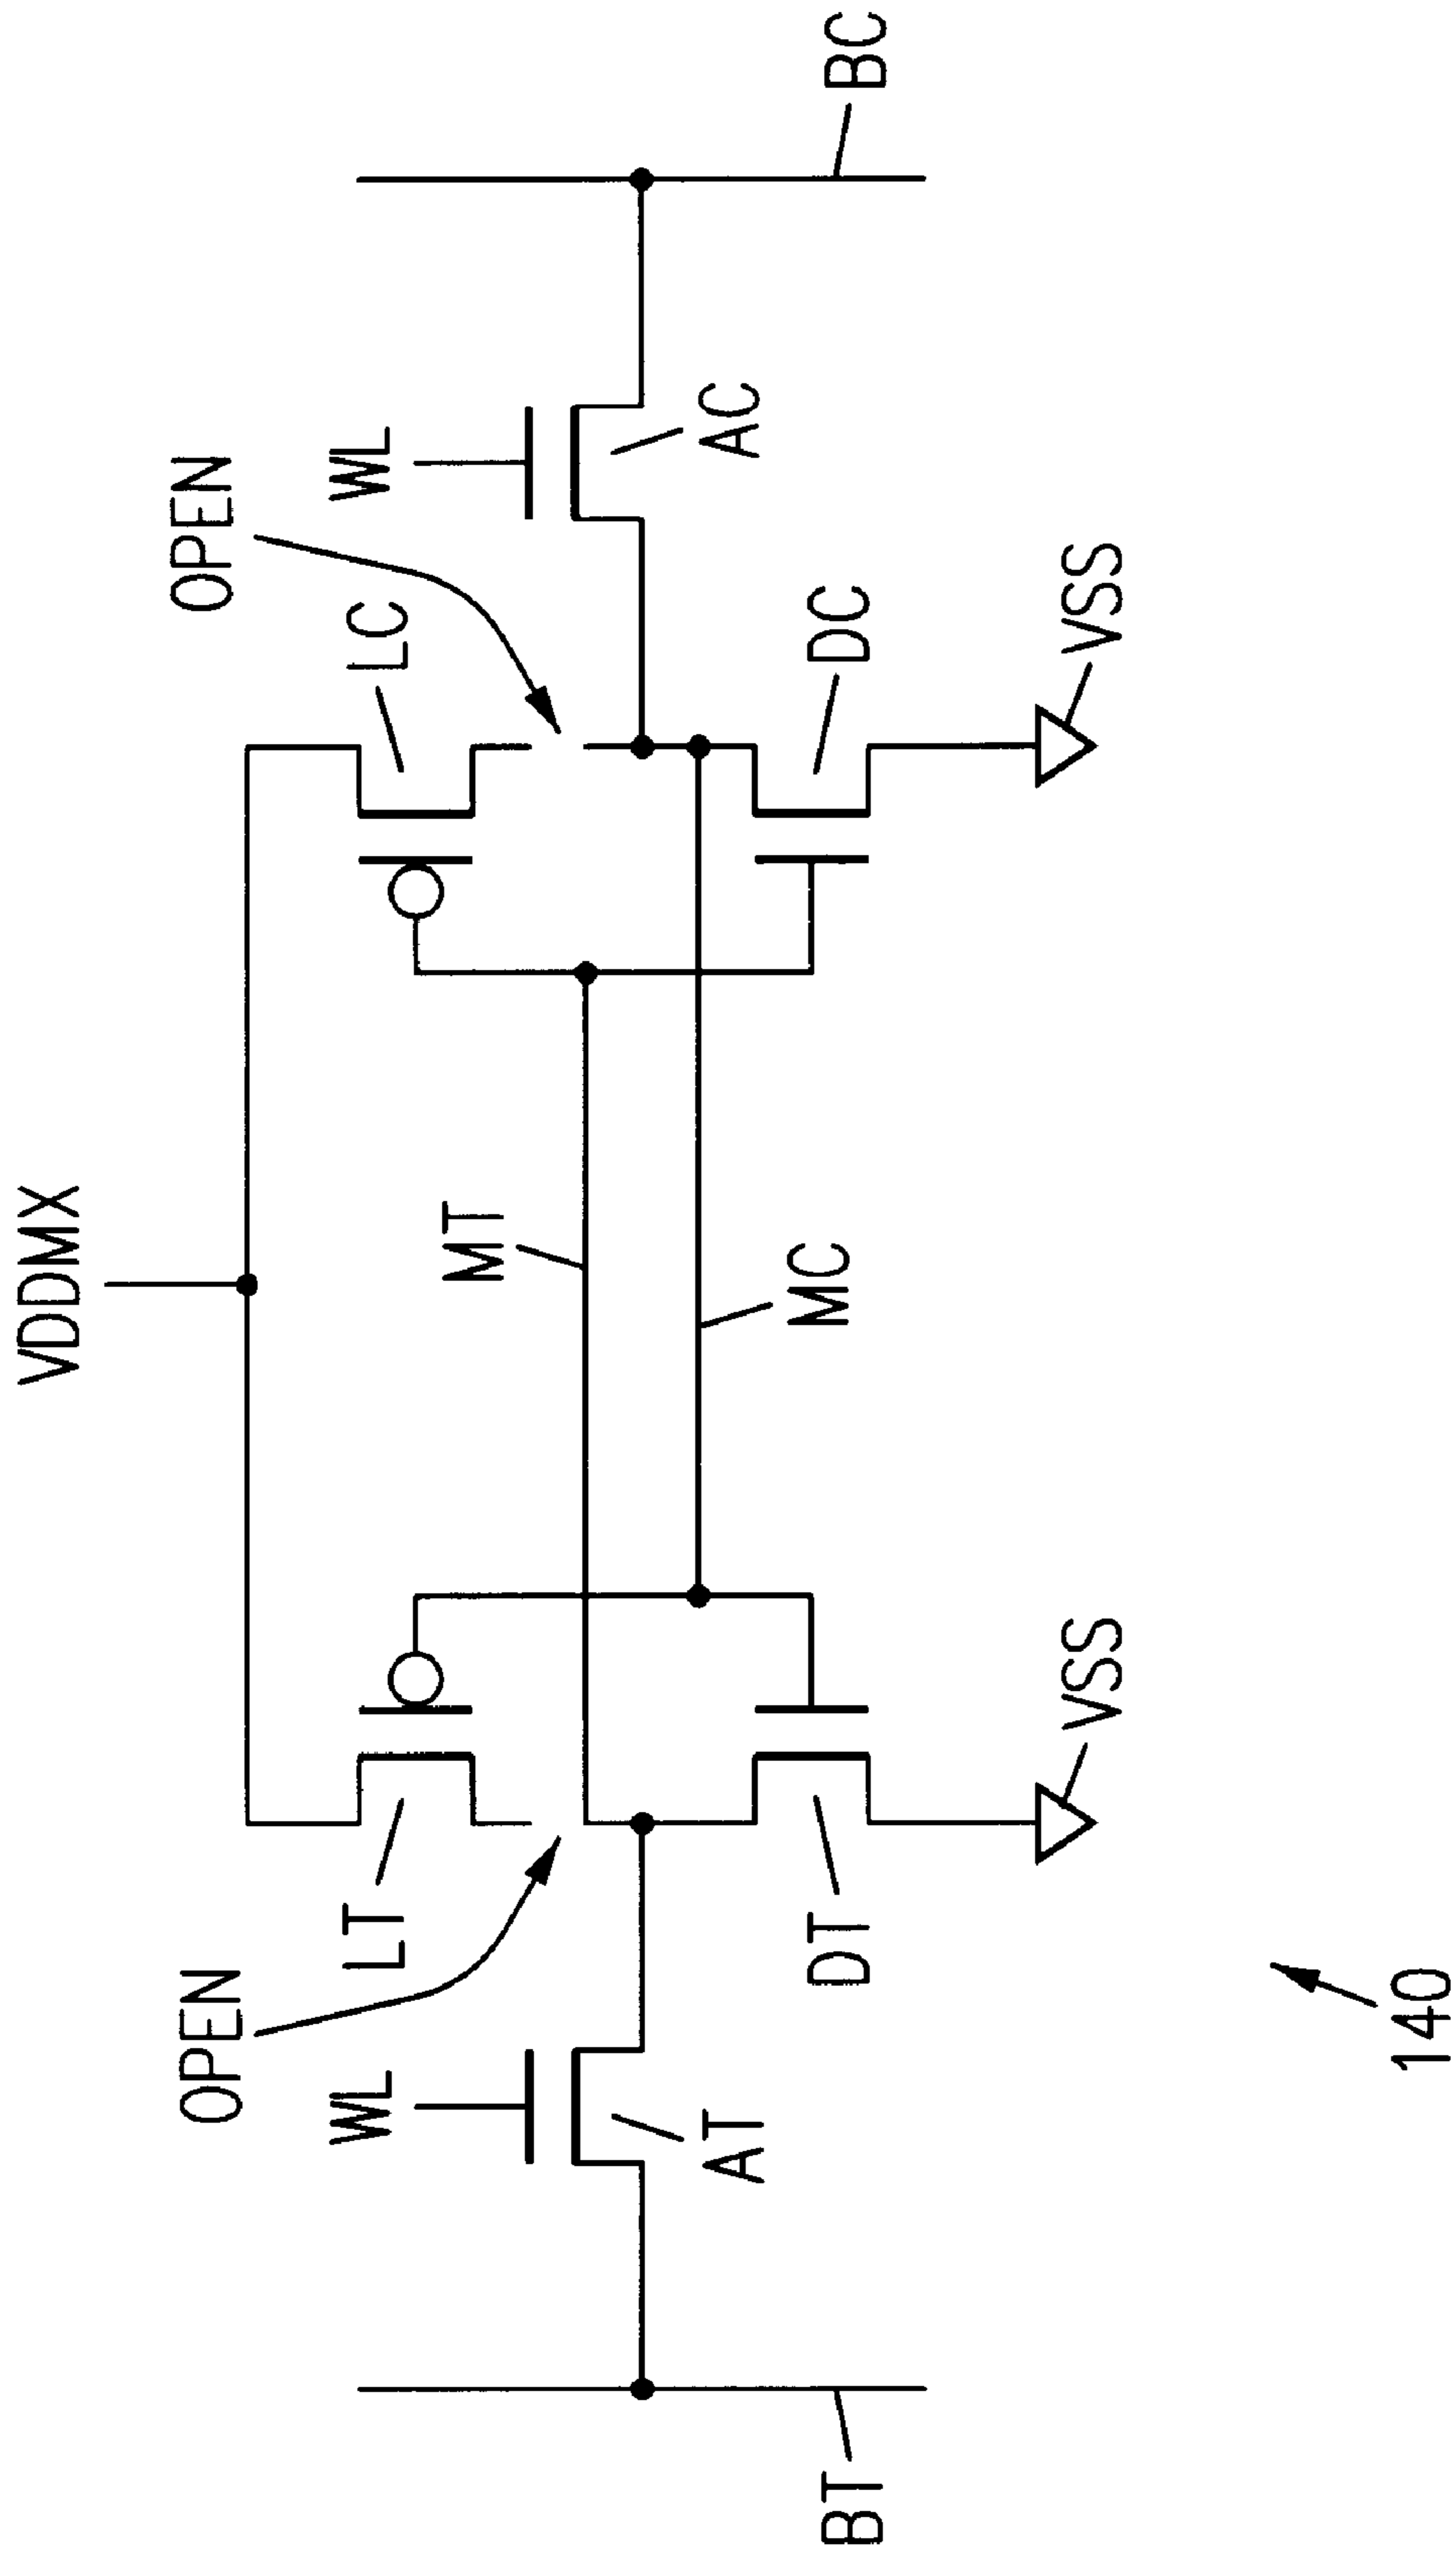 VDDMX
OPEN
OPEN
WL
LT
LC
WL
MT
AT
AC
BT
DT
MC
DC
BC
VSS
VSS
140